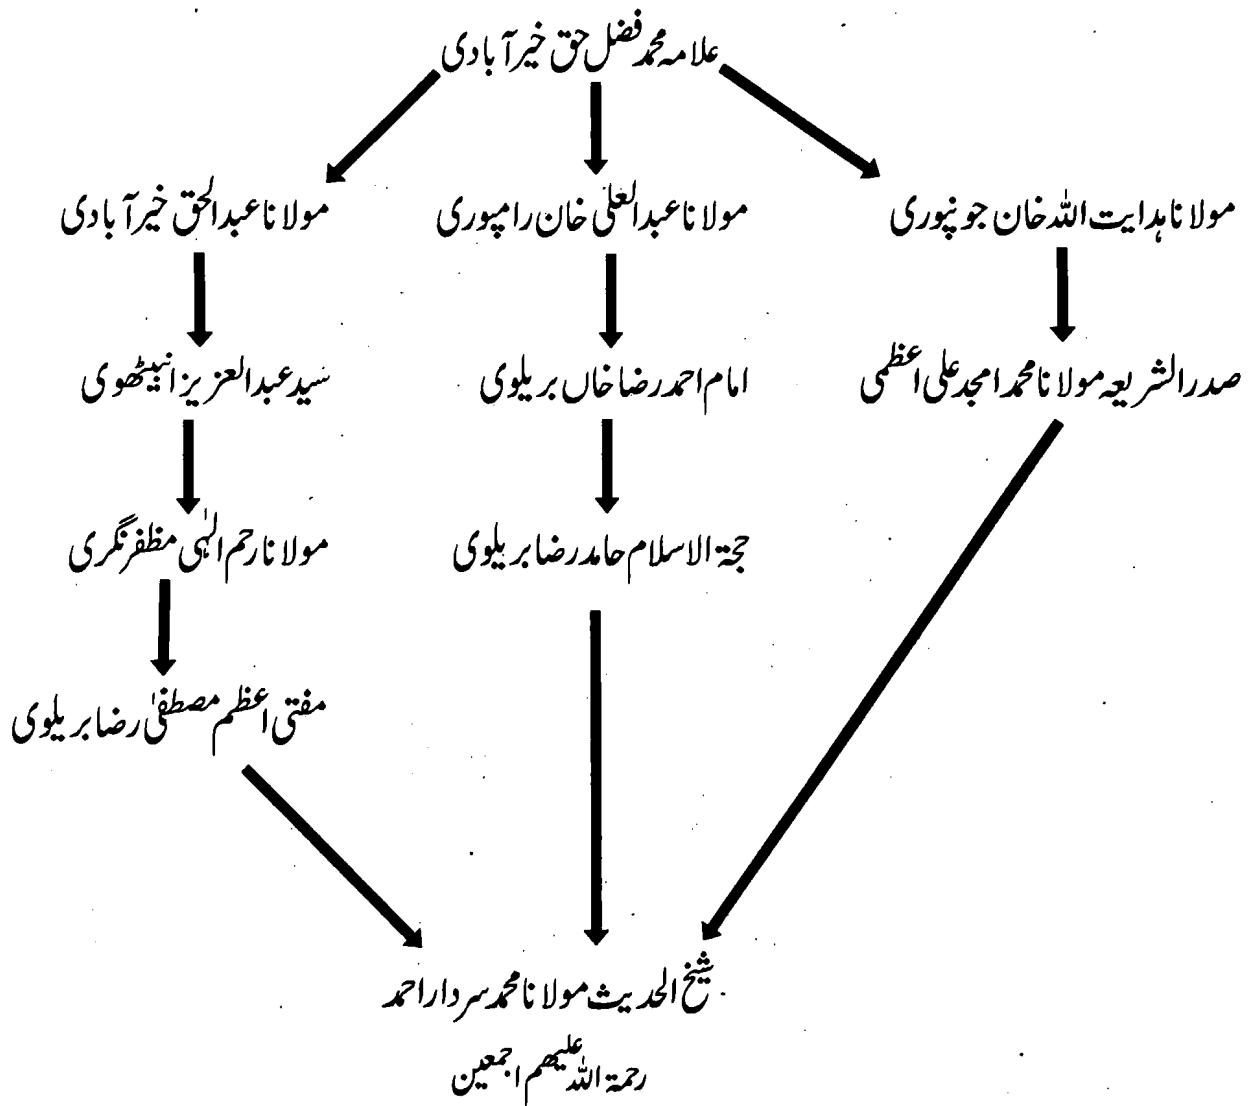 علامہ محمد فضل حق خیرآبادی
مولانا ہدایت اللہ خان جونپوری
مولانا عبدالعلی خان رامپوری
مولانا عبدالحق خیرآبادی
صدرالشریعہ مولانا محمد امجد علی اعظمی
امام احمد رضا خاں بریلوی
سید عبدالعزیز انبیٹھوی
حجۃ الاسلام حامد رضا بریلوی
مولانا رحم الٰہی مظفرنگری
مفتی اعظم مصطفیٰ رضا بریلوی
شیخ الحدیث مولانا محمد سردار احمد
رحمۃ اللہ علیھم اجمعین